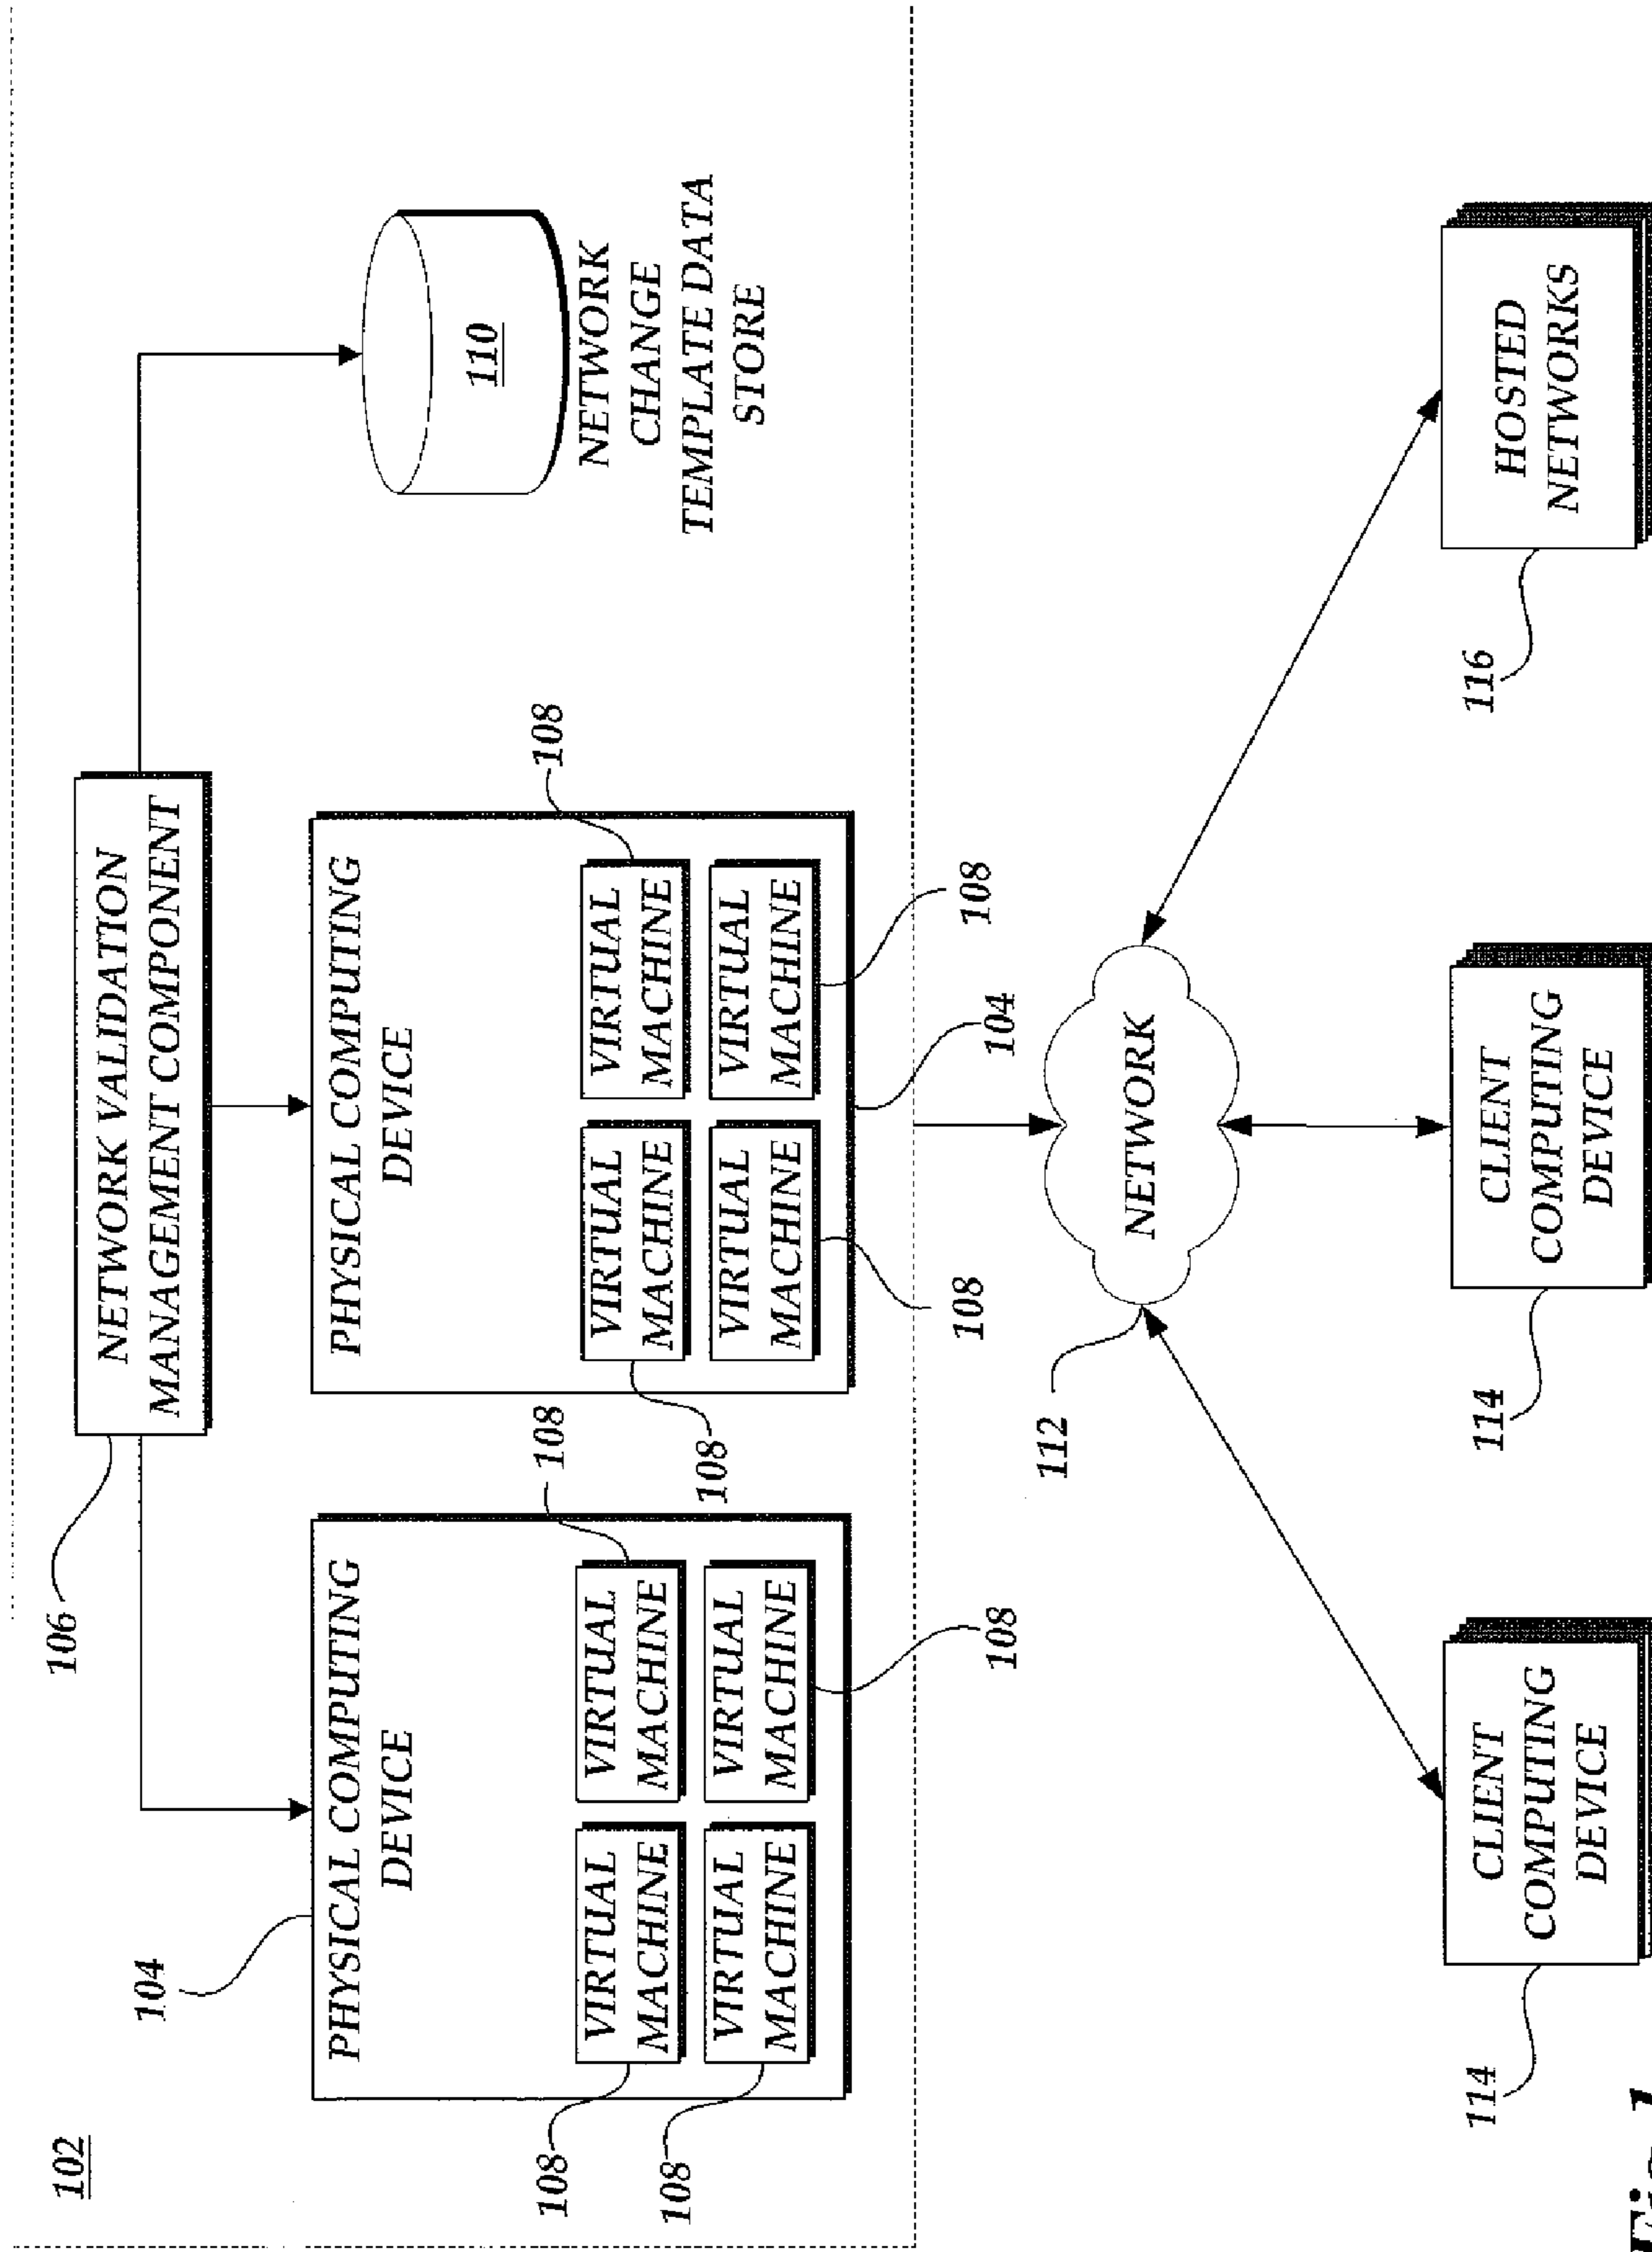 102
106
NETWORK VALIDATION
MANAGEMENT COMPONENT
104
PHYSICAL COMPUTING
DEVICE
VIRTUAL
MACHINE
VIRTUAL
MACHINE
VIRTUAL
MACHINE
VIRTUAL
MACHINE
108
108
108
108
PHYSICAL COMPUTING
DEVICE
VIRTUAL
MACHINE
VIRTUAL
MACHINE
VIRTUAL
MACHINE
VIRTUAL
MACHINE
108
108
108
108
104
110
NETWORK
CHANGE
TEMPLATE DATA
STORE
112
NETWORK
114
CLIENT
COMPUTING
DEVICE
114
CLIENT
COMPUTING
DEVICE
116
HOSTED
NETWORKS